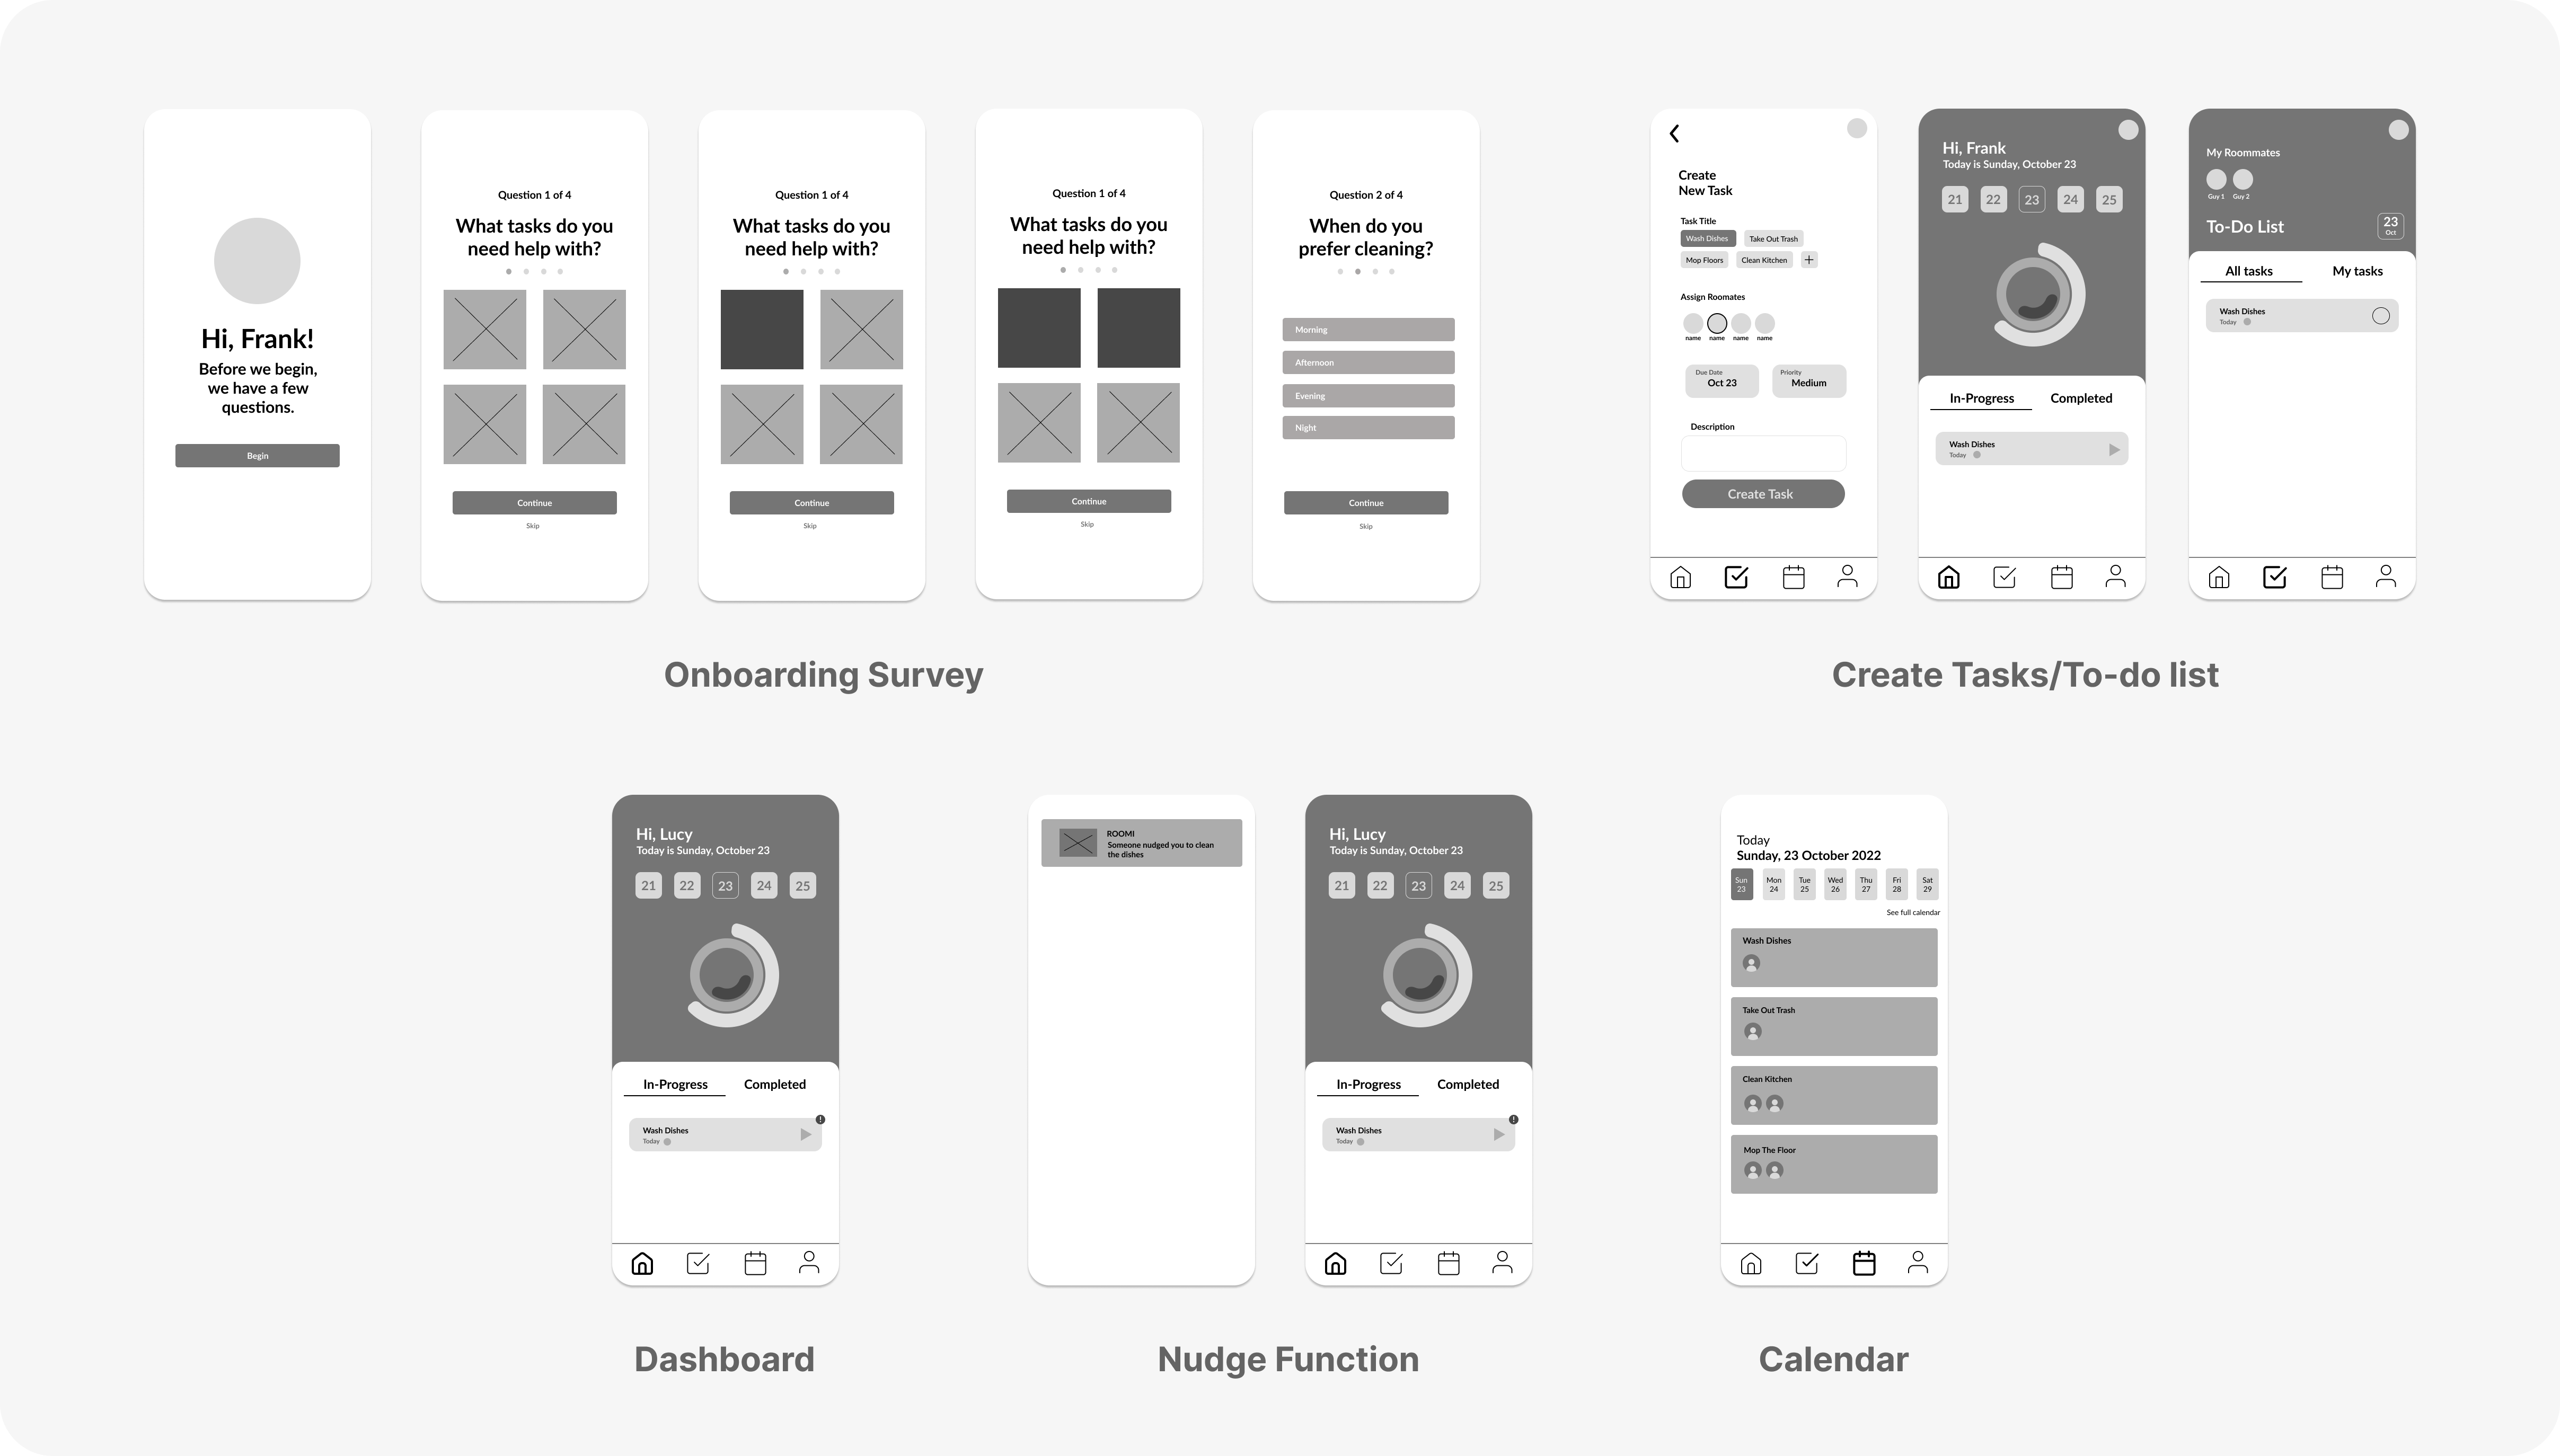 Hi, Frank!
Before we begin,
we have a few
questions.
Begin
Question 1 of 4
What tasks do you
need help with?
Continue
Skip
Question 1 of 4
What tasks do you
need help with?
Continue
Skip
Question 1 of 4
What tasks do you
need help with?
Continue
Skip
Question 2 of 4
When do you
prefer cleaning?
Morning
Afternoon
Evening
Night
Continue
Skip
Onboarding Survey
Create
New Task
Task Title
Wash Dishes Take Out Trash
Mop Floors Clean Kitchen +
Assign Roomates
name name name name
Due Date Priority
Oct 23 Medium
Description
Create Task
Hi, Frank
Today is Sunday, October 23
21 22 23 24 25
In-Progress Completed
Wash Dishes
Today
My Roommates
Guy 1 Guy 2
To-Do List 23
Oct
All tasks My tasks
Wash Dishes
Today
Create Tasks/To-do list
Hi, Lucy
Today is Sunday, October 23
21 22 23 24 25
In-Progress Completed
!
Wash Dishes
Today
Dashboard
ROOMI
Someone nudged you to clean
the dishes
Hi, Lucy
Today is Sunday, October 23
21 22 23 24 25
In-Progress Completed
!
Wash Dishes
Today
Nudge Function
Today
Sunday, 23 October 2022
Sun Mon Tue Wed Thu Fri Sat
23 24 25 26 27 28 29
See full calendar
Wash Dishes
Take Out Trash
Clean Kitchen
Mop The Floor
Calendar